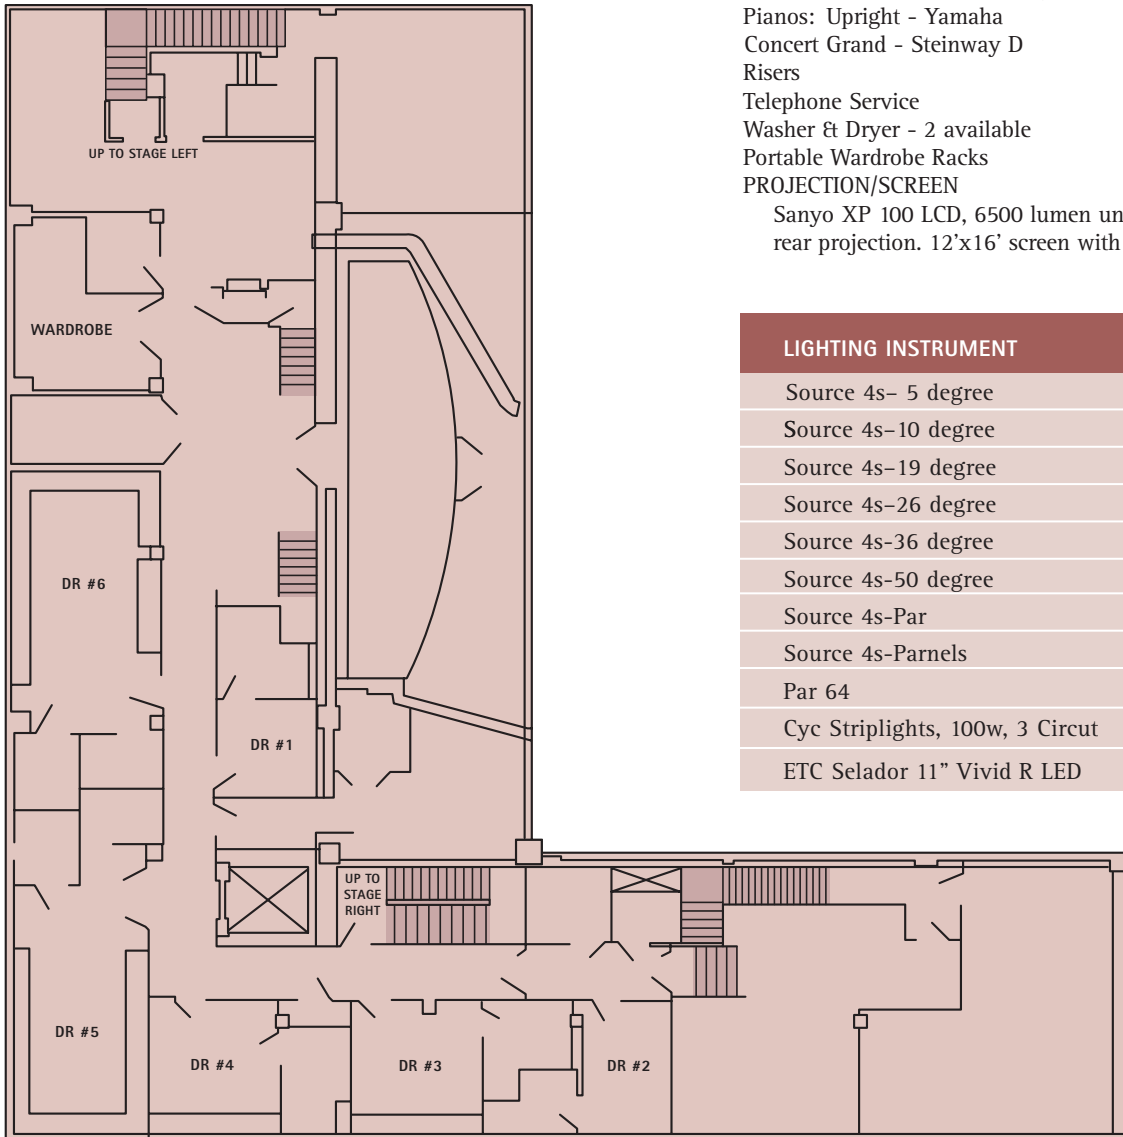 Pianos: Upright - Yamaha
Concert Grand - Steinway D
Risers
Telephone Service
Washer & Dryer - 2 available
Portable Wardrobe Racks
PROJECTION/SCREEN
Sanyo XP 100 LCD, 6500 lumen un
rear projection. 12’x16’ screen with
LIGHTING INSTRUMENT
Source 4s– 5 degree
Source 4s–10 degree
Source 4s–19 degree
Source 4s–26 degree
Source 4s-36 degree
Source 4s-50 degree
Source 4s-Par
Source 4s-Parnels
Par 64
Cyc Striplights, 100w, 3 Circut
ETC Selador 11” Vivid R LED
UP TO STAGE LEFT
WARDROBE
DR #6
DR #1
UP TO
STAGE
RIGHT
DR #5
DR #4
DR #3
DR #2